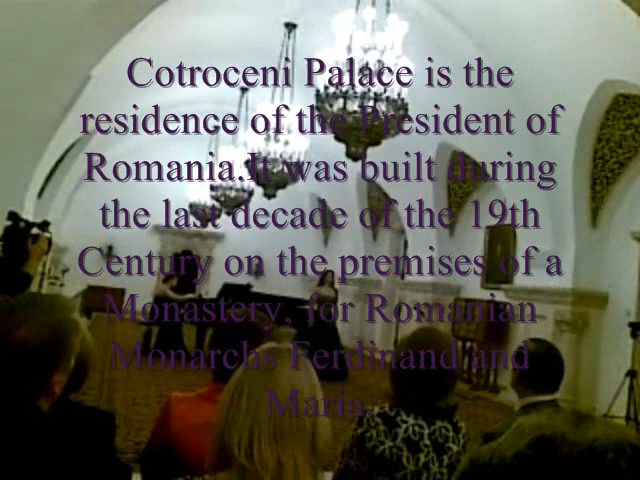 Cotroceni Palace is the
residence of the President of
Romania.It was built during
the last decade of the 19th
Century on the premises of a
Monastery, for Romanian
Monarchs Ferdinand and
Maria.